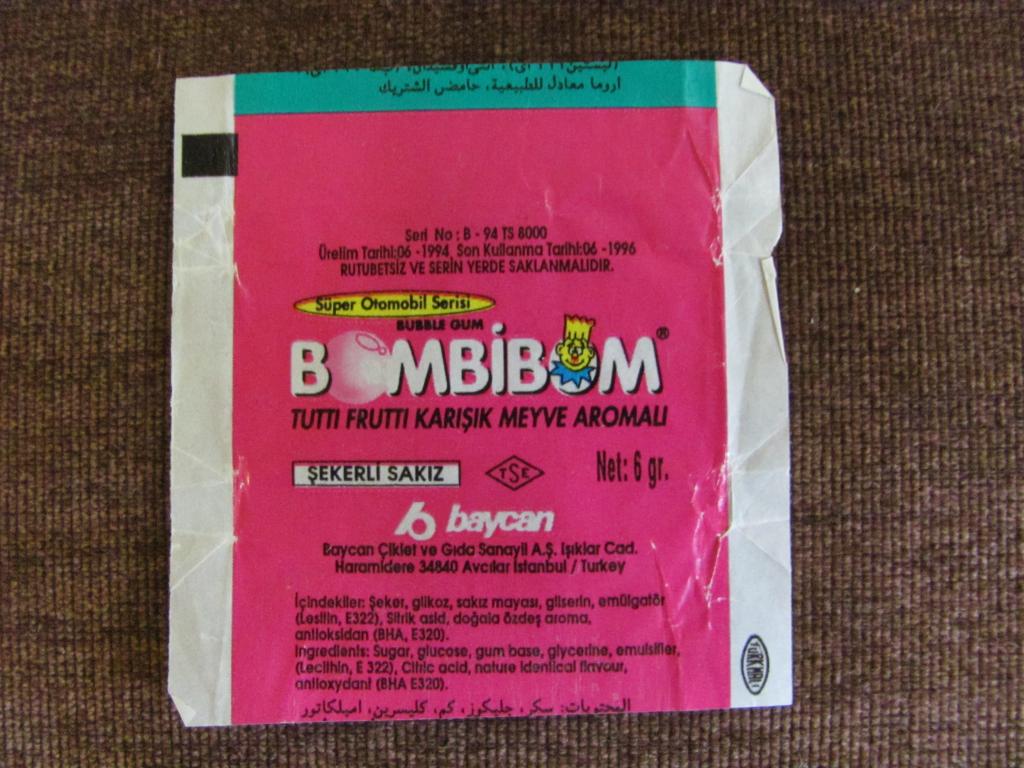 اروما معادل للطبيعية، حامض الشتريك
Seri No : B - 94 TS 8000
Üretim Tarihi:06 -1994 Son Kullanma Tarihi:06 -1996
RUTUBETSİZ VE SERİN YERDE SAKLANMALIDIR.
Süper Otomobil Serisi
BUBBLE GUM
BOMBİBOM®
TUTTI FRUTTI KARIŞIK MEYVE AROMALI
ŞEKERLİ SAKIZ
TSE
Net: 6 gr.
baycan
Baycan Çiklet ve Gıda Sanayii A.Ş. Işıklar Cad.
Haramidere 34840 Avcılar İstanbul / Turkey
İçindekiler: Şeker, glikoz, sakız mayası, gliserin, emülgatör
(Lesitin, E322), Sitrik asid, doğala özdeş aroma,
antioksidan (BHA, E320).
Ingredients: Sugar, glucose, gum base, glycerine, emulsifier,
(Lecithin, E 322), Citric acid, nature identical flavour,
antioxydant (BHA E320).
المحتويات: سكر، جليكوز، كم، كليسرين، اميلكاتور
TÜRK MALI